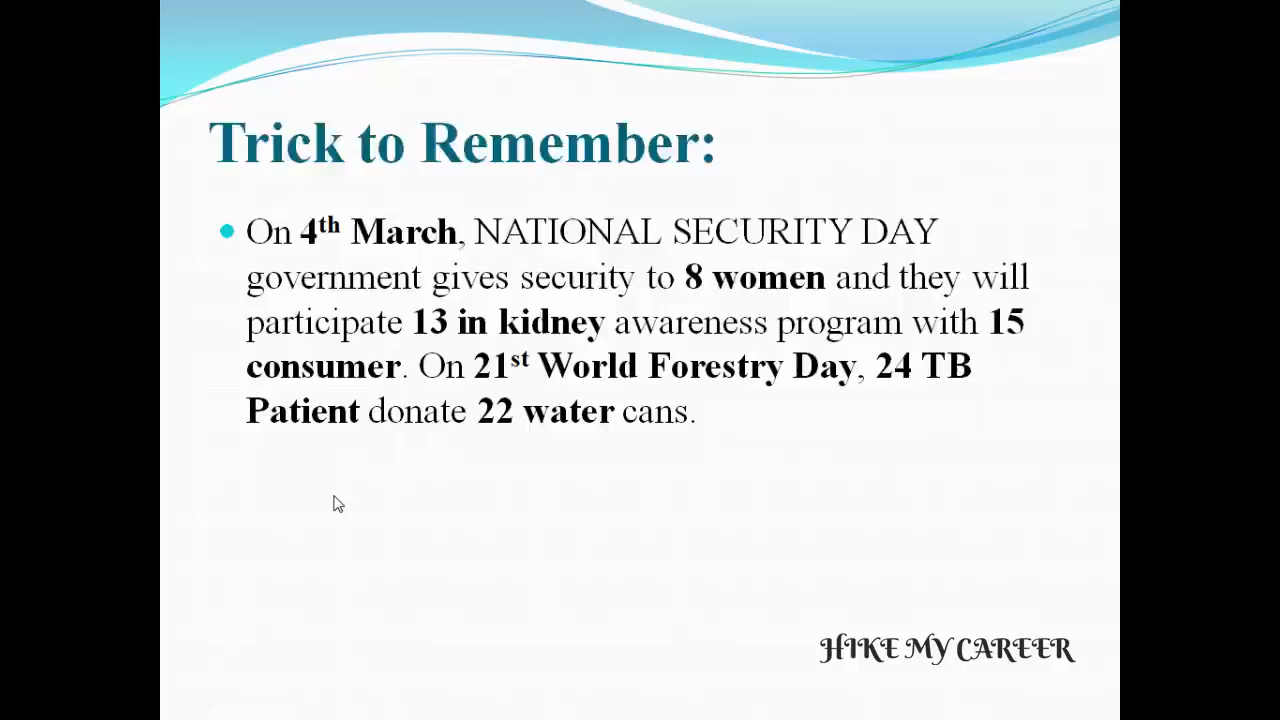 Trick to Remember:
On 4th March, NATIONAL SECURITY DAY
government gives security to 8 women and they will
participate 13 in kidney awareness program with 15
consumer. On 21st World Forestry Day, 24 TB
Patient donate 22 water cans.
HIKE MY CAREER